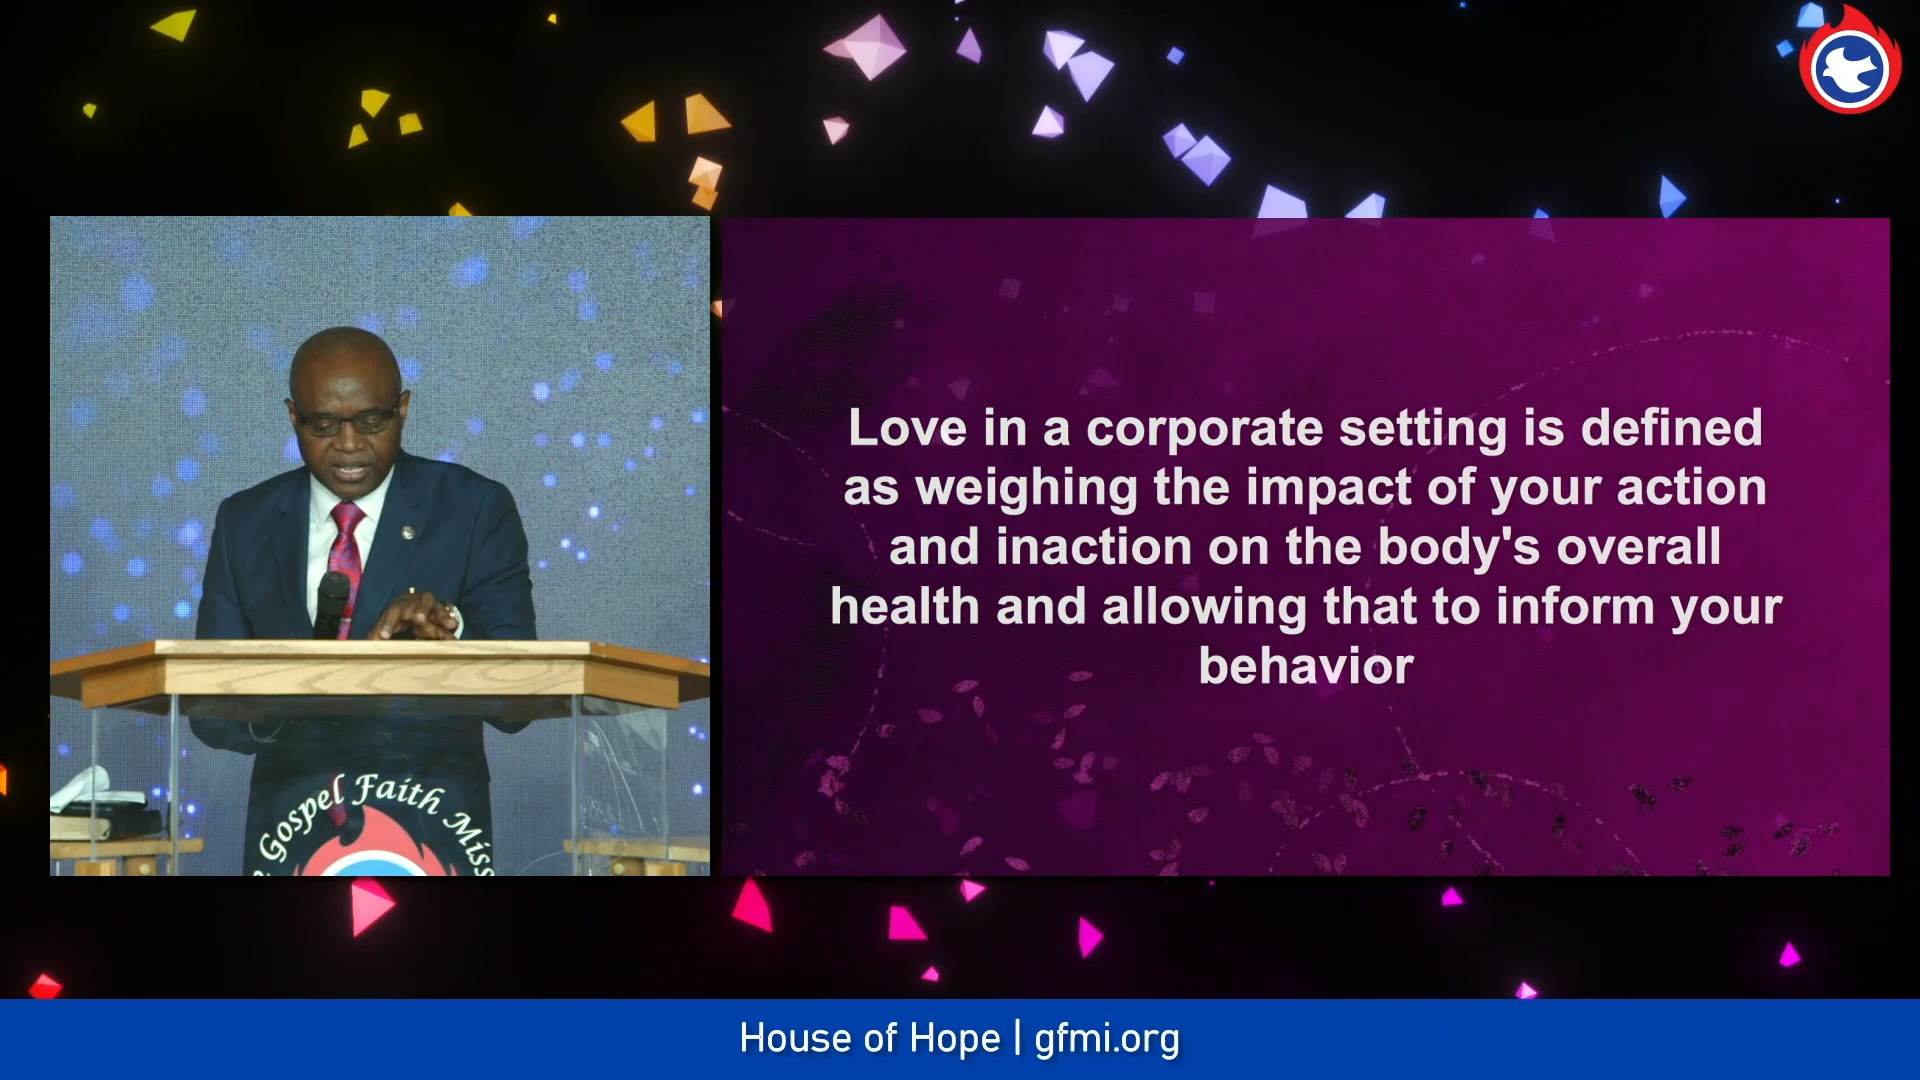 Love in a corporate setting is defined
as weighing the impact of your action
and inaction on the body's overall
health and allowing that to inform your
behavior
Gospel Faith Miss
House of Hope | gfmi.org